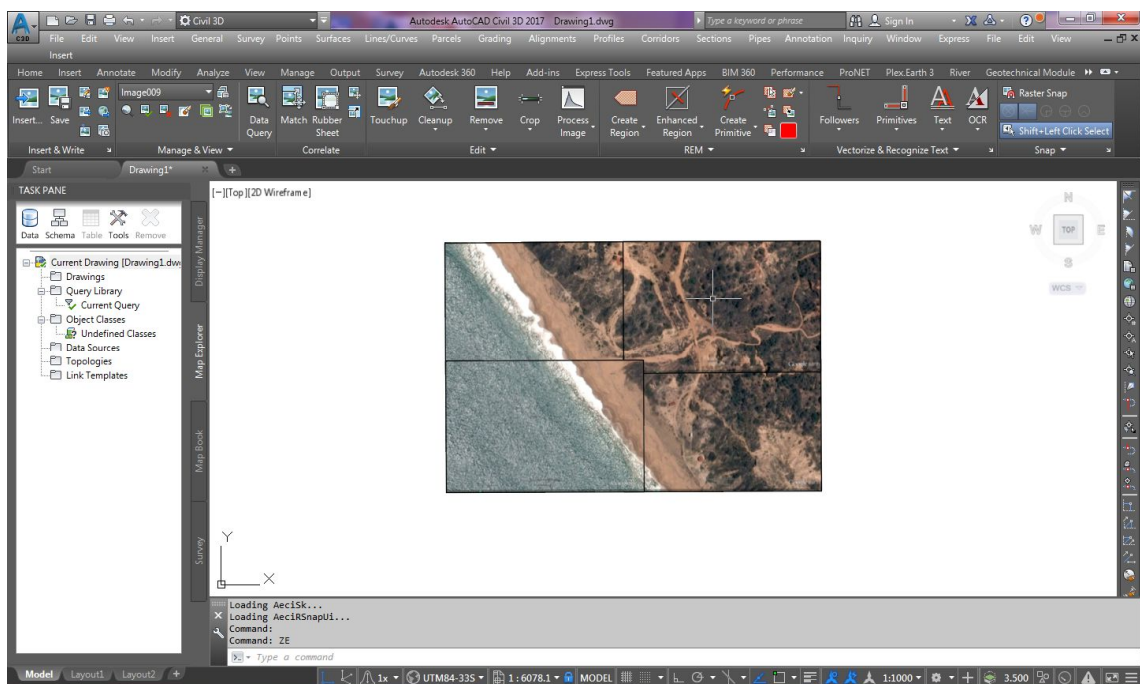 Civil 3D Autodesk AutoCAD Civil 3D 2017 Drawing1.dwg Type a keyword or phrase Sign In
C3D File Edit View Insert General Survey Points Surfaces Lines/Curves Parcels Grading Alignments Profiles Corridors Sections Pipes Annotation Inquiry Window Express File Edit View
Insert
Home Insert Annotate Modify Analyze View Manage Output Survey Autodesk 360 Help Add-ins Express Tools Featured Apps BIM 360 Performance ProNET Plex.Earth 3 River Geotechnical Module
Image009 Raster Snap
Insert... Save Data Query Match Rubber Sheet Touchup Cleanup Remove Crop Process Image Create Region Enhanced Region Create Primitive Followers Primitives Text OCR
Shift+Left Click Select
Insert & Write Manage & View Correlate Edit REM Vectorize & Recognize Text Snap
Start Drawing1*
TASK PANE
[−][Top][2D Wireframe]
Data Schema Table Tools Remove
Current Drawing [Drawing1.dw
Drawings
Query Library
Current Query
Object Classes
Undefined Classes
Data Sources
Topologies
Link Templates
Display Manager
Map Explorer
Map Book
Survey
N
W TOP E
S
WCS
Y
X
Loading AeciSk...
Loading AeciRSnapUi...
Command:
Command: ZE
Type a command
Model Layout1 Layout2 + 1x UTM84-33S 1:6078.1 MODEL 1:1000 3.500